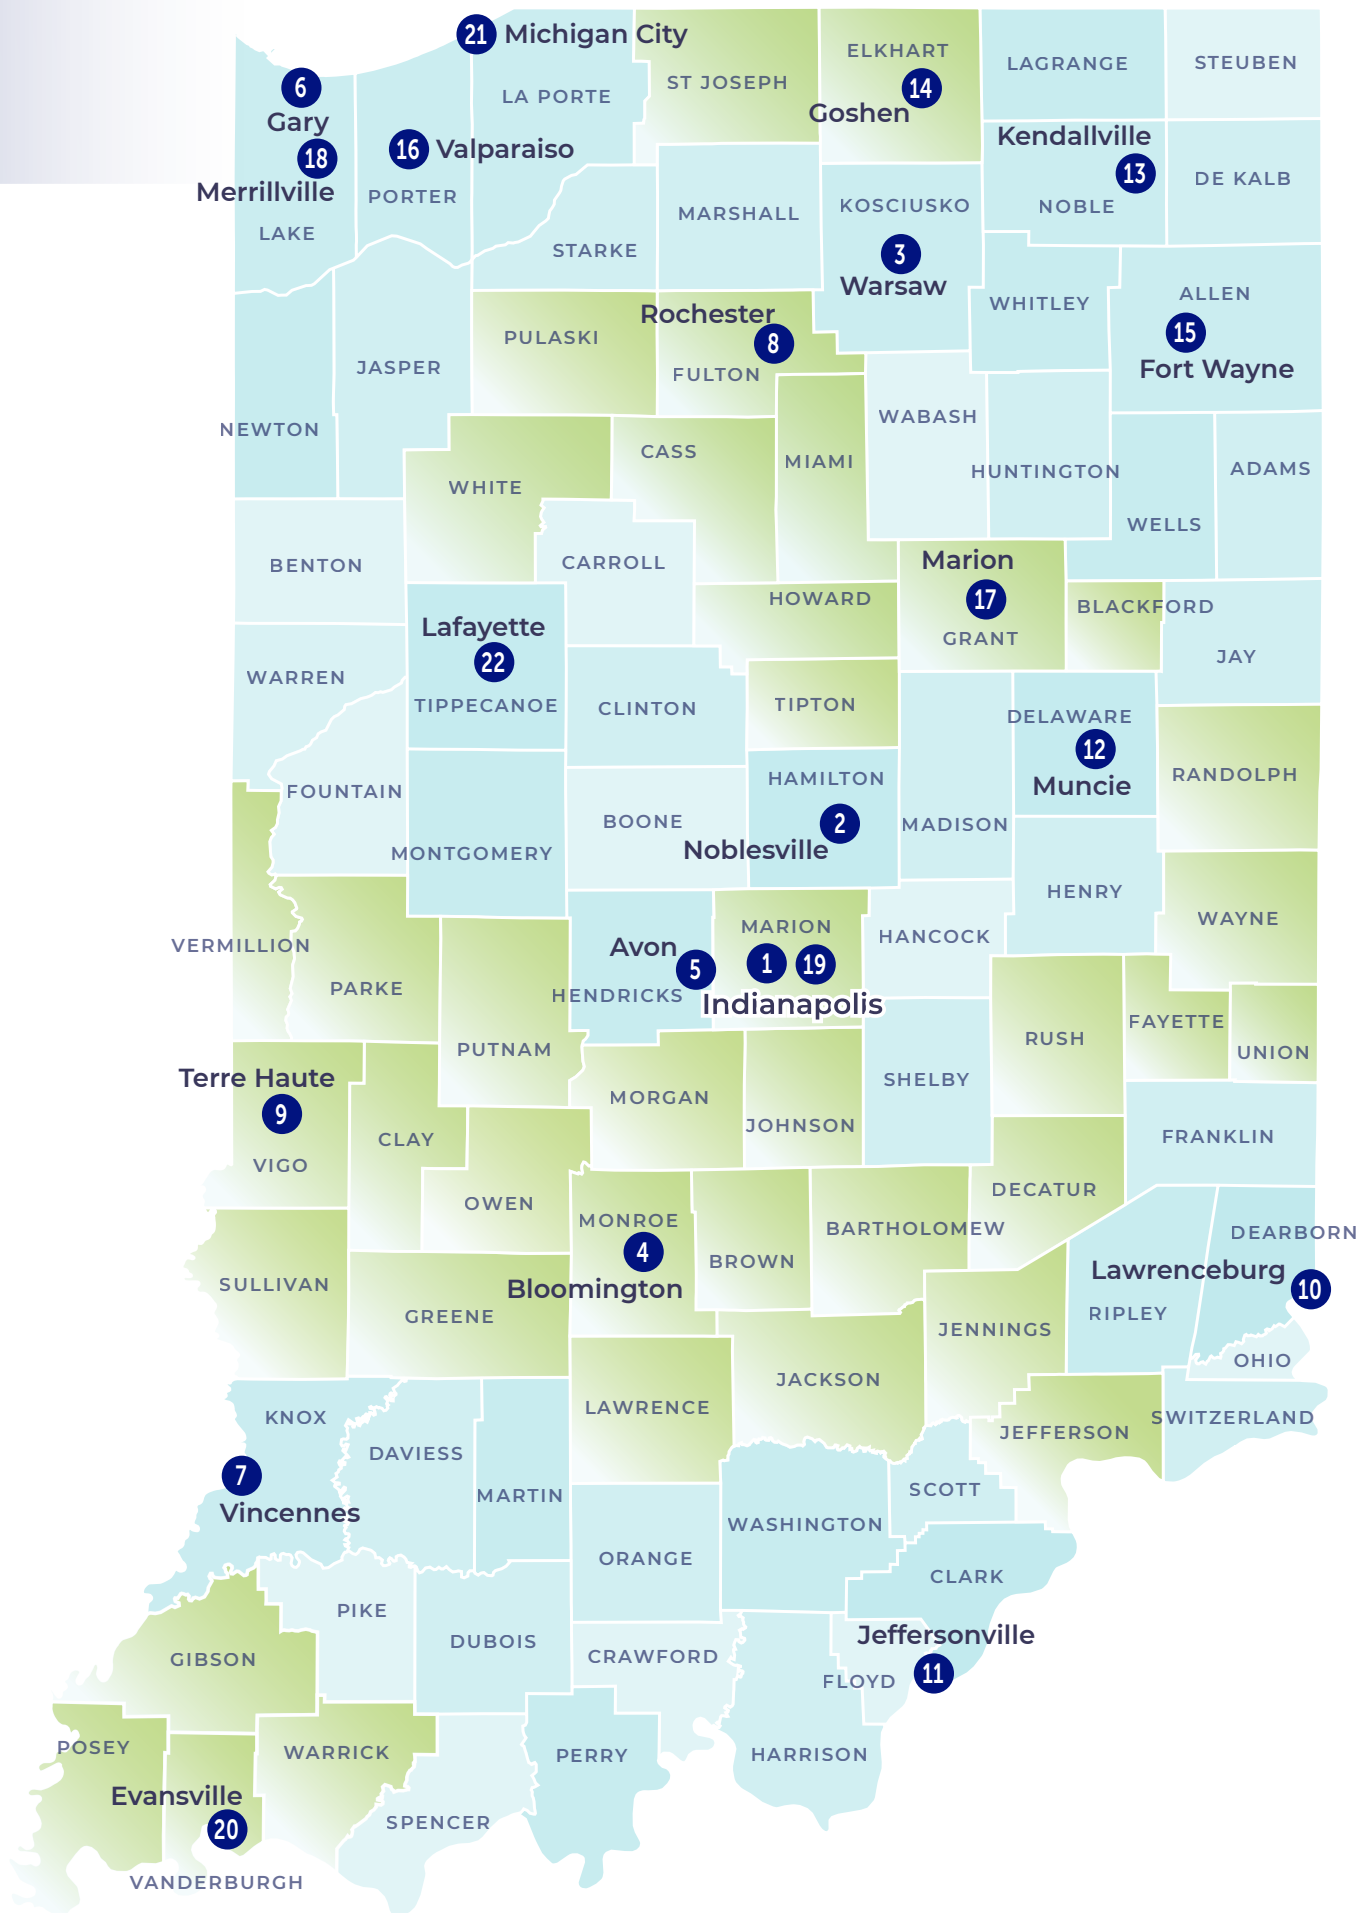 21 Michigan City
ELKHART
14
Goshen
ST JOSEPH
LAGRANGE
STEUBEN
6
Gary
18
Merrillville
LAKE
LA PORTE
16 Valparaiso
PORTER
Kendallville
13
NOBLE
DE KALB
MARSHALL
KOSCIUSKO
3
Warsaw
STARKE
WHITLEY
ALLEN
15
Fort Wayne
Rochester
8
FULTON
PULASKI
JASPER
NEWTON
WABASH
CASS
MIAMI
HUNTINGTON
ADAMS
WHITE
WELLS
BENTON
CARROLL
Marion
17
GRANT
HOWARD
BLACKFORD
Lafayette
22
TIPPECANOE
JAY
WARREN
CLINTON
TIPTON
DELAWARE
12
Muncie
RANDOLPH
HAMILTON
2
Noblesville
FOUNTAIN
BOONE
MADISON
MONTGOMERY
HENRY
WAYNE
VERMILLION
MARION
1 19
Indianapolis
HANCOCK
Avon
5
HENDRICKS
PARKE
FAYETTE
RUSH
PUTNAM
UNION
Terre Haute
9
VIGO
SHELBY
MORGAN
JOHNSON
CLAY
FRANKLIN
OWEN
DECATUR
MONROE
4
Bloomington
BARTHOLOMEW
DEARBORN
BROWN
Lawrenceburg
10
RIPLEY
SULLIVAN
GREENE
JENNINGS
OHIO
JACKSON
LAWRENCE
KNOX
SWITZERLAND
JEFFERSON
DAVIESS
7
Vincennes
MARTIN
SCOTT
WASHINGTON
ORANGE
CLARK
PIKE
Jeffersonville
11
DUBOIS
CRAWFORD
GIBSON
FLOYD
POSEY
WARRICK
PERRY
HARRISON
Evansville
20
SPENCER
VANDERBURGH